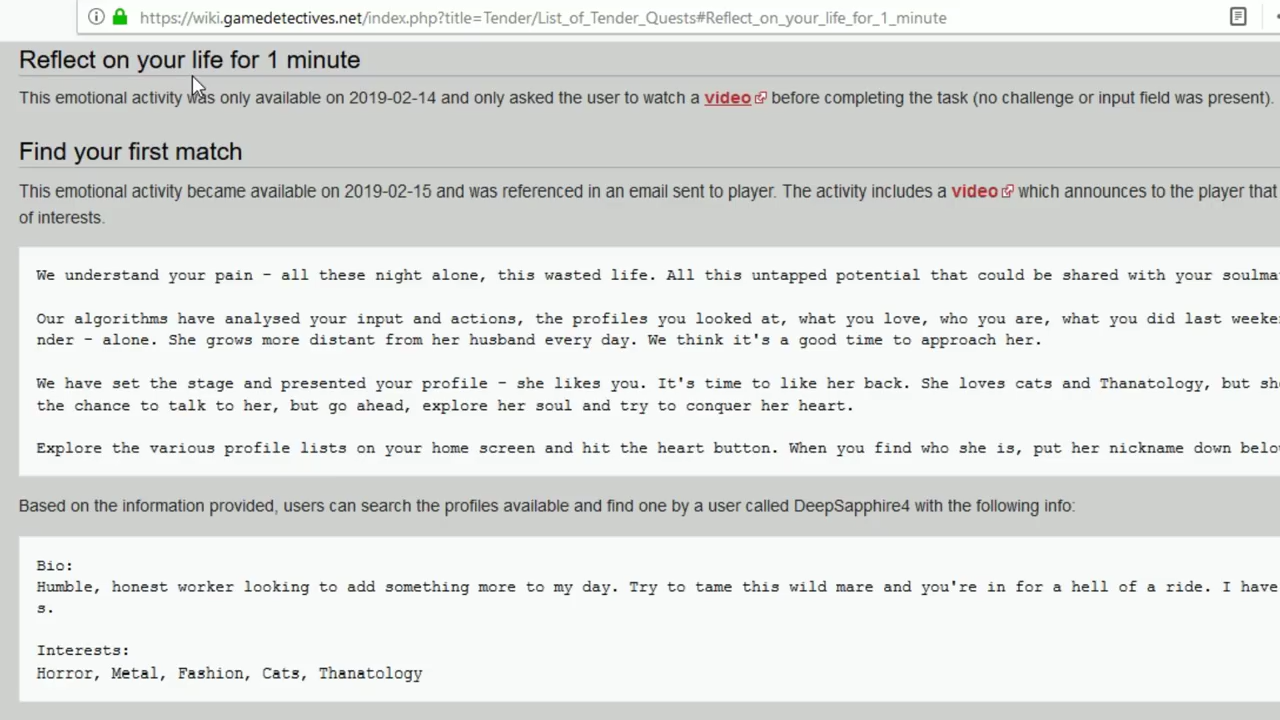 https://wiki.gamedetectives.net/index.php?title=Tender/List_of_Tender_Quests#Reflect_on_your_life_for_1_minute
Reflect on your life for 1 minute
This emotional activity was only available on 2019-02-14 and only asked the user to watch a video before completing the task (no challenge or input field was present).
Find your first match
This emotional activity became available on 2019-02-15 and was referenced in an email sent to player. The activity includes a video which announces to the player that
of interests.
We understand your pain - all these night alone, this wasted life. All this untapped potential that could be shared with your soulma
Our algorithms have analysed your input and actions, the profiles you looked at, what you love, who you are, what you did last weeke
nder - alone. She grows more distant from her husband every day. We think it's a good time to approach her.
We have set the stage and presented your profile - she likes you. It's time to like her back. She loves cats and Thanatology, but sh
the chance to talk to her, but go ahead, explore her soul and try to conquer her heart.
Explore the various profile lists on your home screen and hit the heart button. When you find who she is, put her nickname down belo
Based on the information provided, users can search the profiles available and find one by a user called DeepSapphire4 with the following info:
Bio:
Humble, honest worker looking to add something more to my day. Try to tame this wild mare and you're in for a hell of a ride. I have
s.
Interests:
Horror, Metal, Fashion, Cats, Thanatology